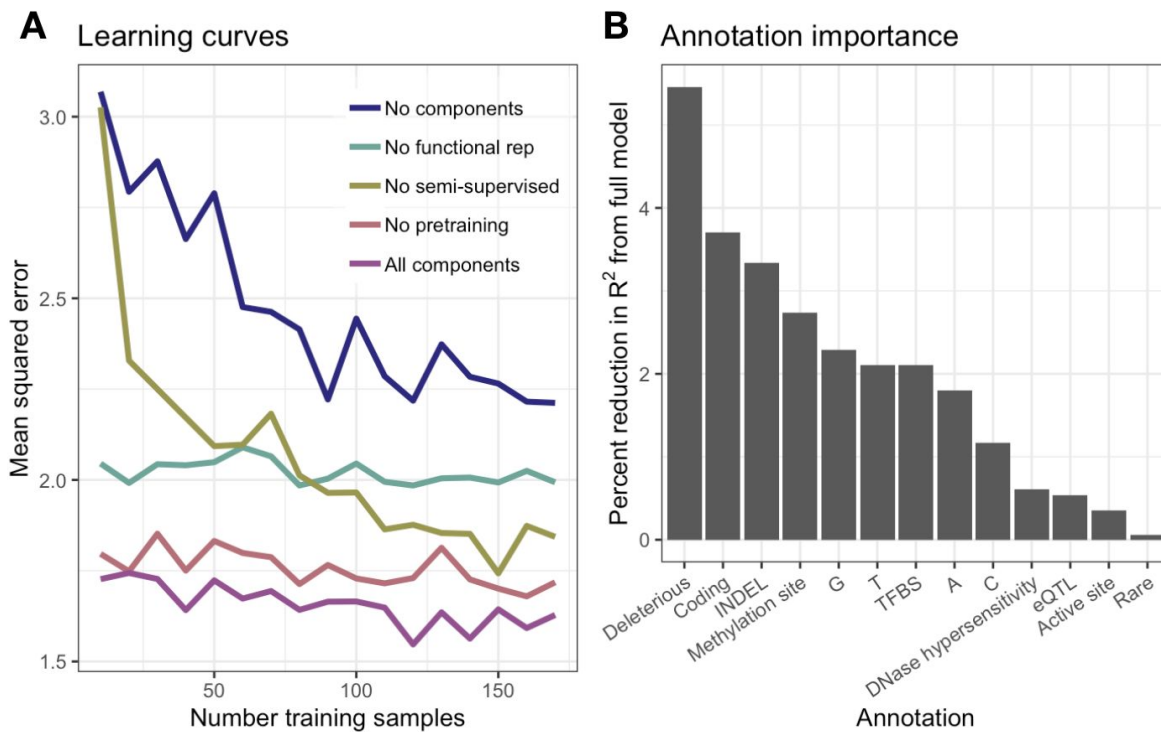 A
Learning curves
Mean squared error
3.0
2.5
2.0
1.5
No components
No functional rep
No semi-supervised
No pretraining
All components
50
100
150
Number training samples
B
Annotation importance
Percent reduction in R² from full model
4
2
0
Deleterious
Coding
INDEL
Methylation site
G
T
TFBS
A
C
DNase hypersensitivity
eQTL
Active site
Rare
Annotation